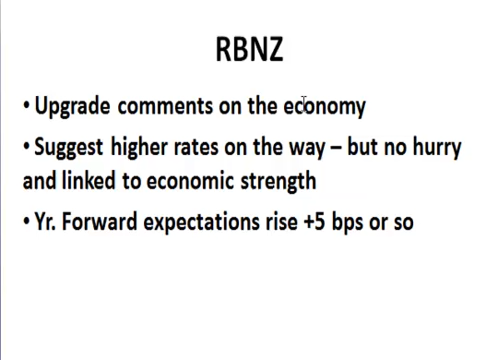 RBNZ
• Upgrade comments on the economy
• Suggest higher rates on the way – but no hurry
and linked to economic strength
• Yr. Forward expectations rise +5 bps or so